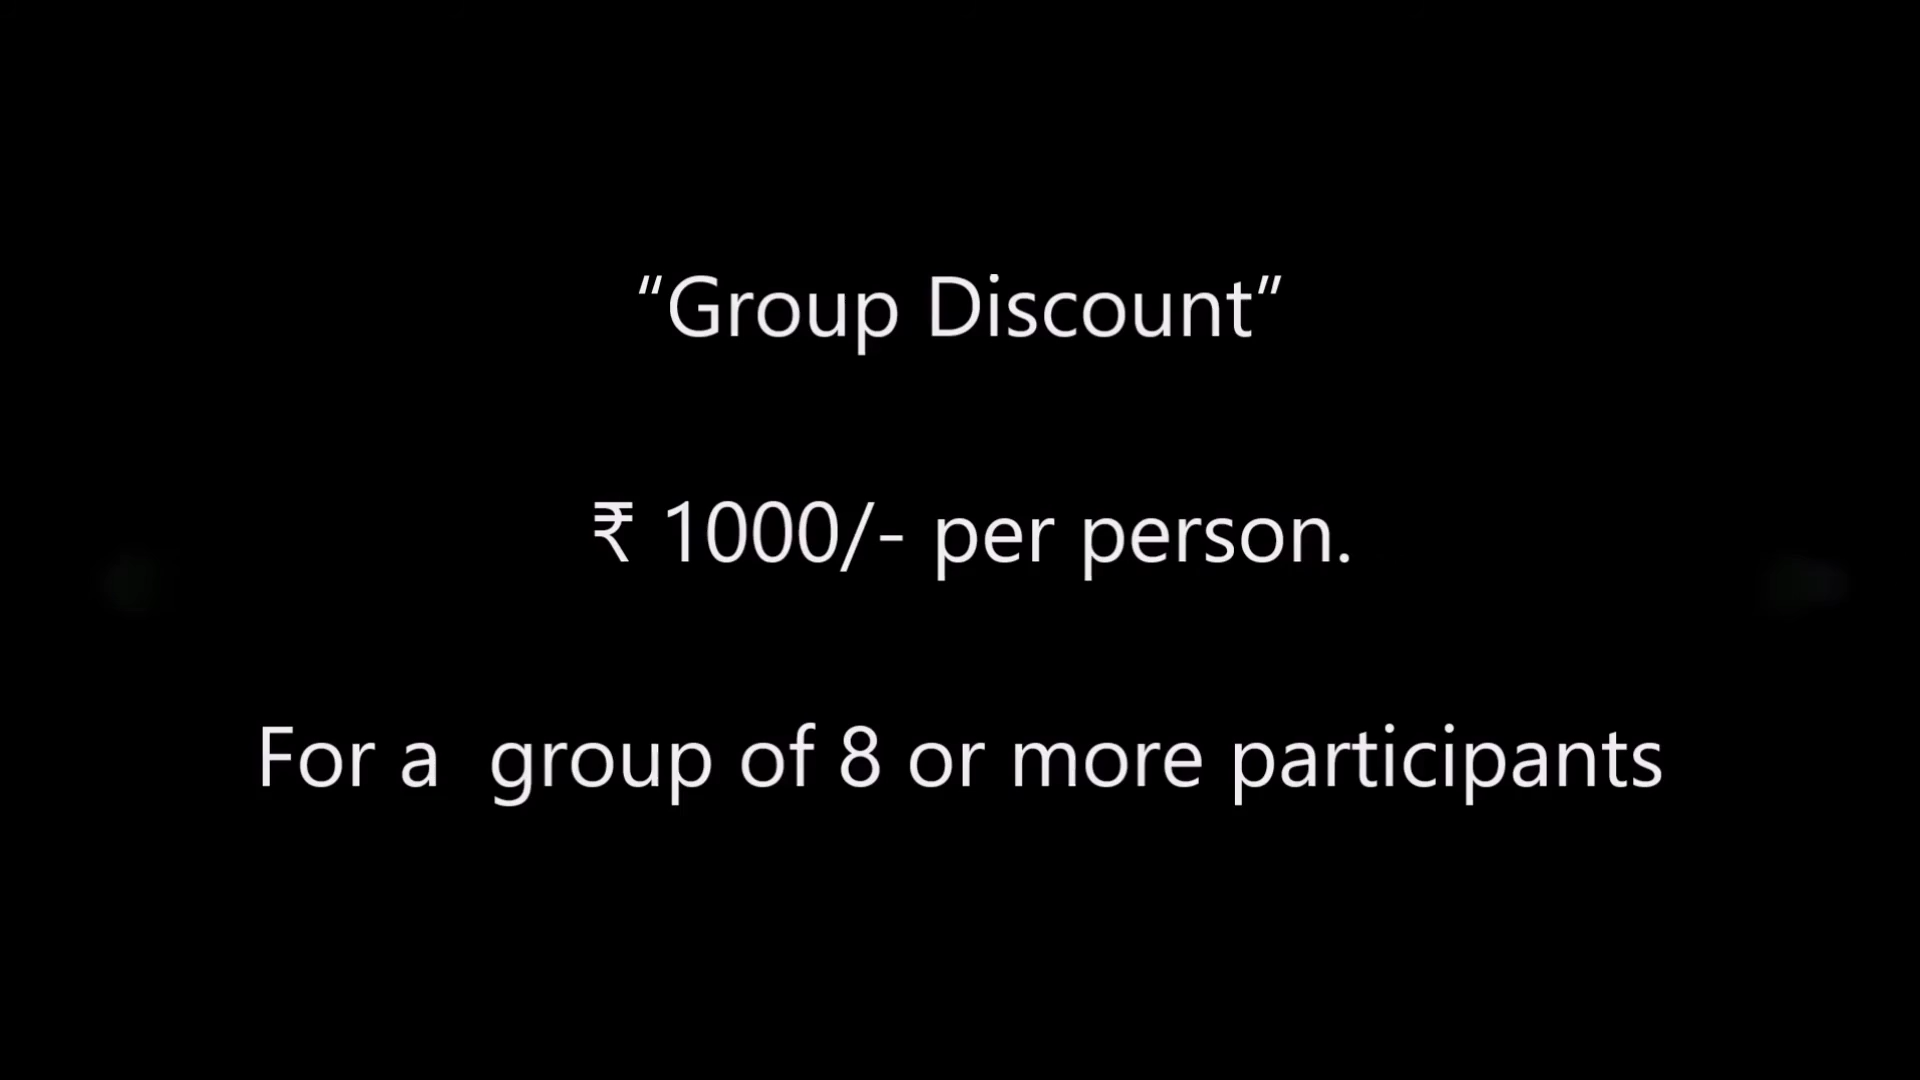 “Group Discount”
₹ 1000/- per person.
For a  group of 8 or more participants